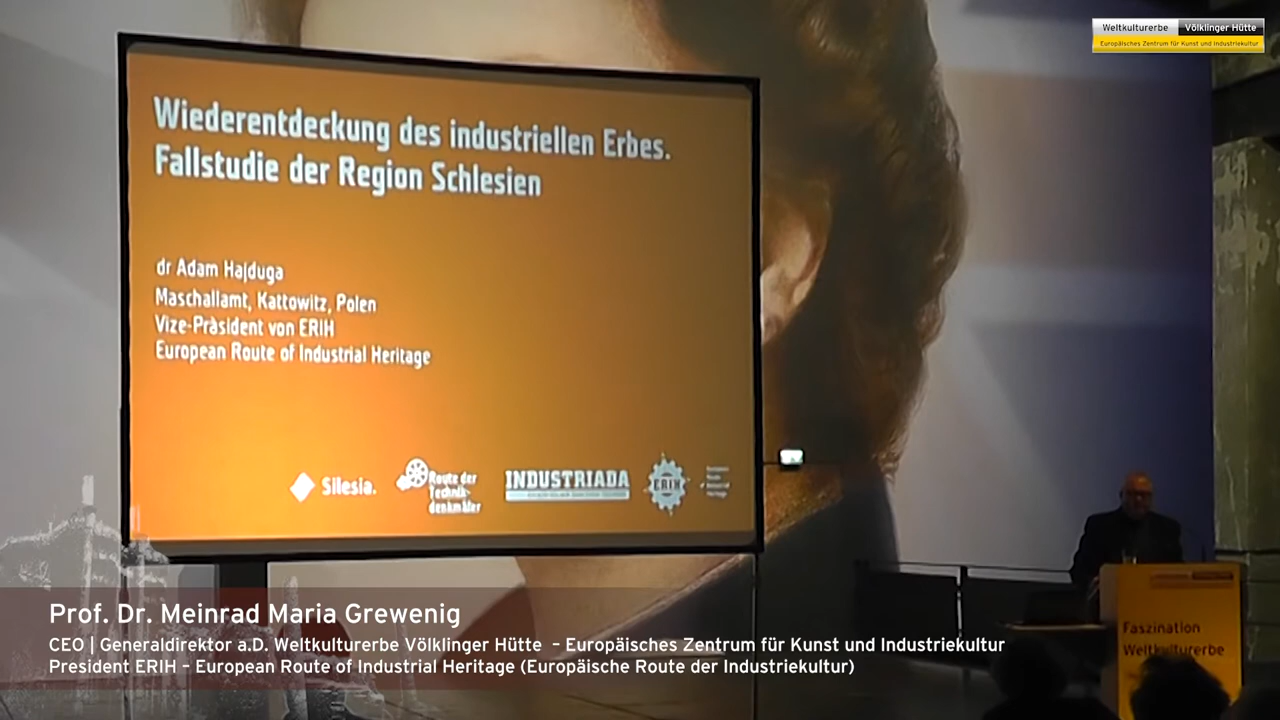 Weltkulturerbe Völklinger Hütte
Europäisches Zentrum für Kunst und Industriekultur
Wiederentdeckung des industriellen Erbes.
Fallstudie der Region Schlesien
dr Adam Hajduga
Maschallamt, Kattowitz, Polen
Vize-Präsident von ERIH
European Route of Industrial Heritage
Silesia.
Route der
Technik-
denkmäler
INDUSTRIADA
ERIH
Faszination
Weltkulturerbe
Prof. Dr. Meinrad Maria Grewenig
CEO | Generaldirektor a.D. Weltkulturerbe Völklinger Hütte – Europäisches Zentrum für Kunst und Industriekultur
President ERIH – European Route of Industrial Heritage (Europäische Route der Industriekultur)